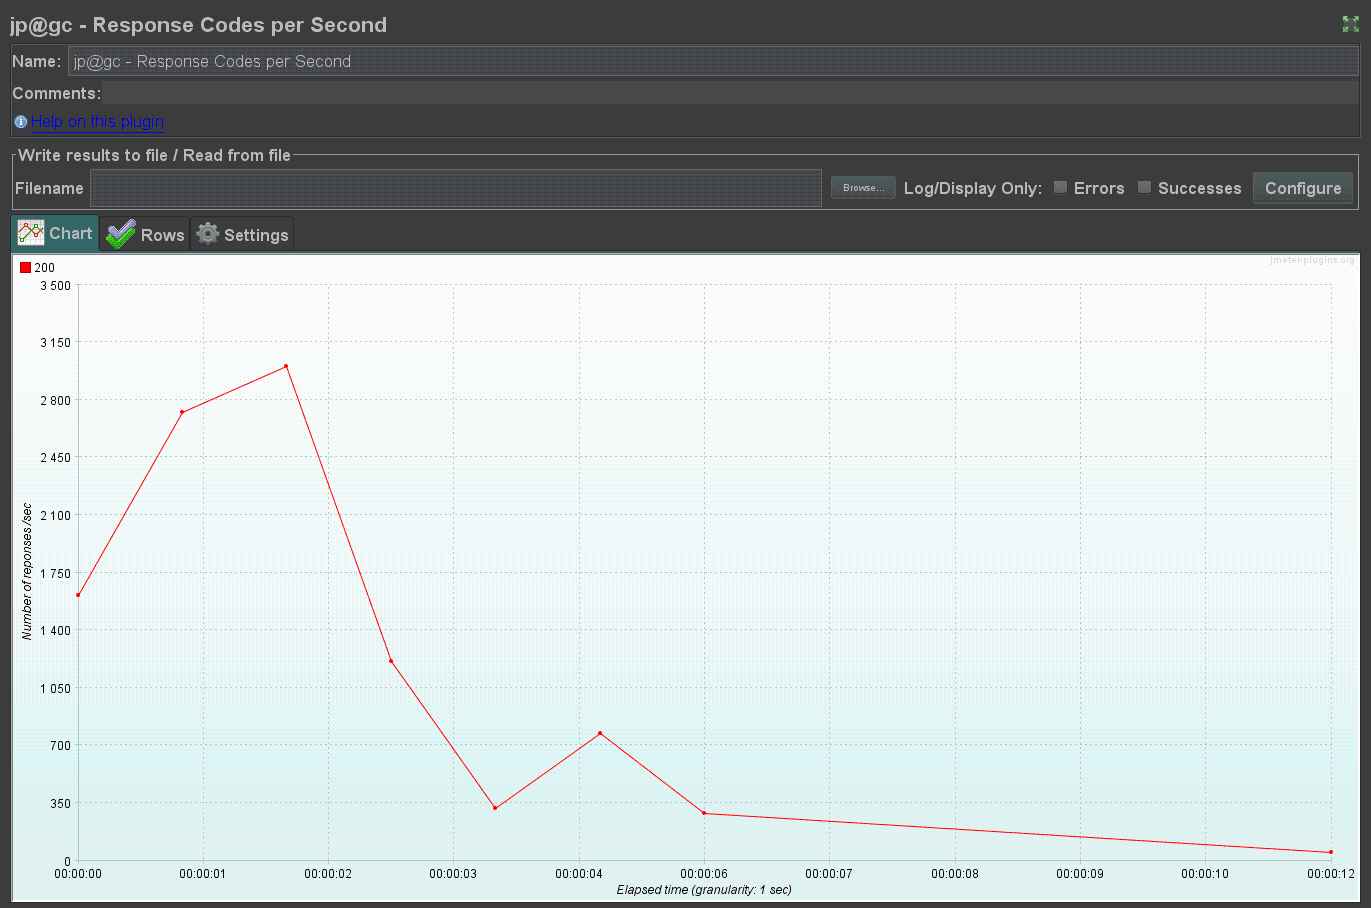 jp@gc - Response Codes per Second
Name: jp@gc - Response Codes per Second
Comments:
Help on this plugin
Write results to file / Read from file
Filename Browse... Log/Display Only: Errors Successes Configure
Chart Rows Settings
200
jmeter-plugins.org
3 500
3 150
2 800
2 450
2 100
1 750
1 400
1 050
700
350
0
Number of reponses /sec
00:00:00 00:00:01 00:00:02 00:00:03 00:00:04 00:00:06 00:00:07 00:00:08 00:00:09 00:00:10 00:00:12
Elapsed time (granularity: 1 sec)